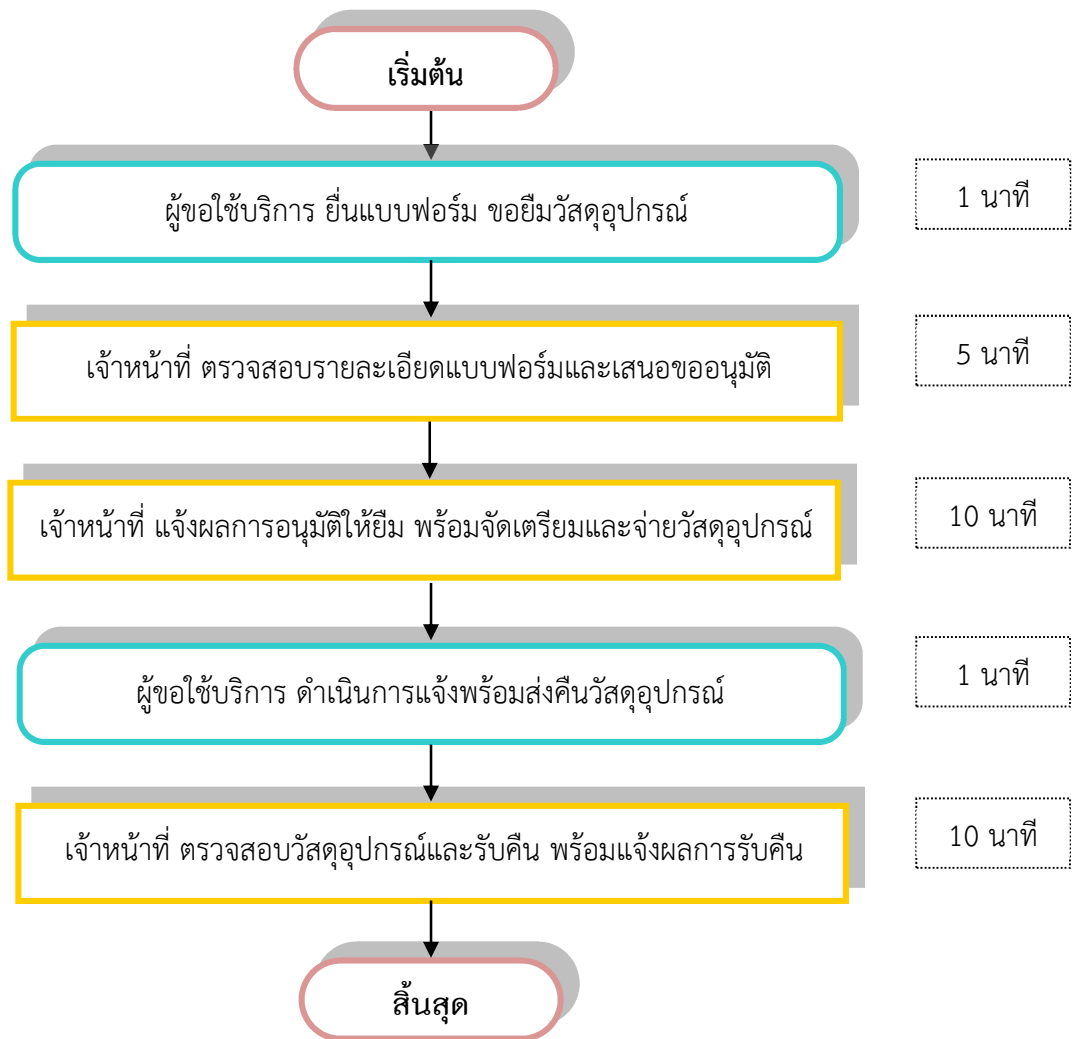 เริ่มต้น
ผู้ขอใช้บริการ ยื่นแบบฟอร์ม ขอยืมวัสดุอุปกรณ์
1 นาที
เจ้าหน้าที่ ตรวจสอบรายละเอียดแบบฟอร์มและเสนอขออนุมัติ
5 นาที
เจ้าหน้าที่ แจ้งผลการอนุมัติให้ยืม พร้อมจัดเตรียมและจ่ายวัสดุอุปกรณ์
10 นาที
ผู้ขอใช้บริการ ดำเนินการแจ้งพร้อมส่งคืนวัสดุอุปกรณ์
1 นาที
เจ้าหน้าที่ ตรวจสอบวัสดุอุปกรณ์และรับคืน พร้อมแจ้งผลการรับคืน
10 นาที
สิ้นสุด